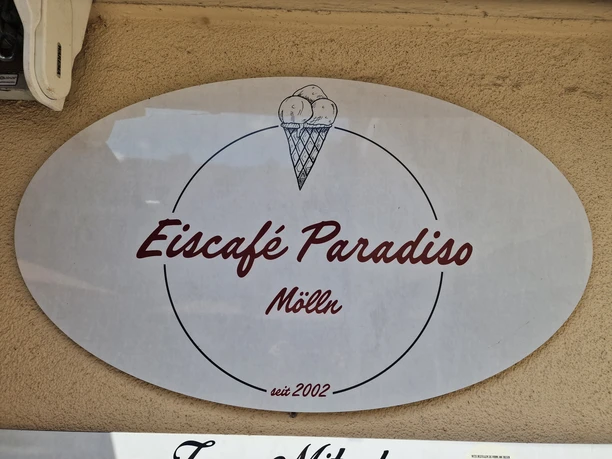 Eiscafé Paradiso
Mölln
seit 2002